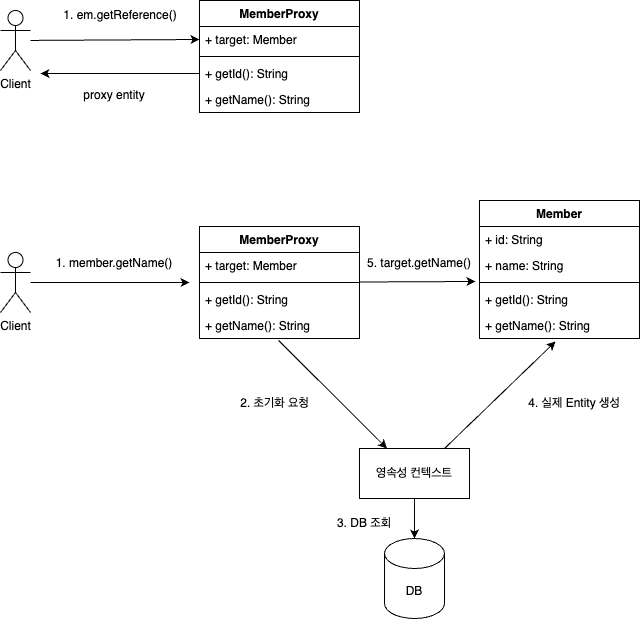 1. em.getReference()
MemberProxy
+ target: Member
+ getId(): String
+ getName(): String
Client
proxy entity
Member
+ id: String
+ name: String
+ getId(): String
+ getName(): String
1. member.getName()
MemberProxy
+ target: Member
+ getId(): String
+ getName(): String
5. target.getName()
Client
2. 초기화 요청
4. 실제 Entity 생성
영속성 컨텍스트
3. DB 조회
DB